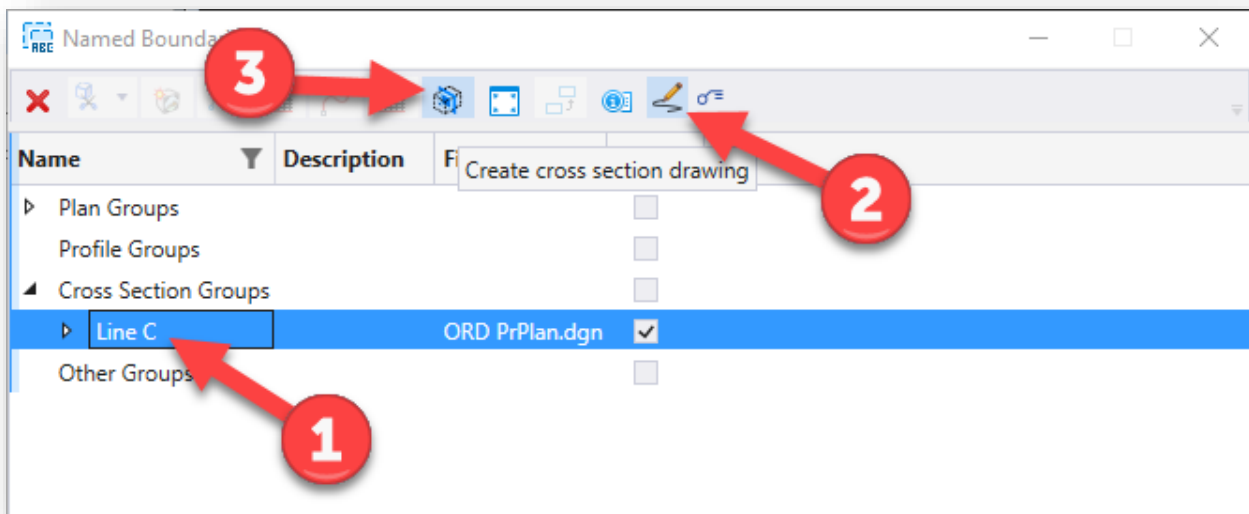 ABC Named Bounda
3
Name Description Fi
Create cross section drawing
2
Plan Groups
Profile Groups
Cross Section Groups
Line C ORD PrPlan.dgn
Other Groups
1